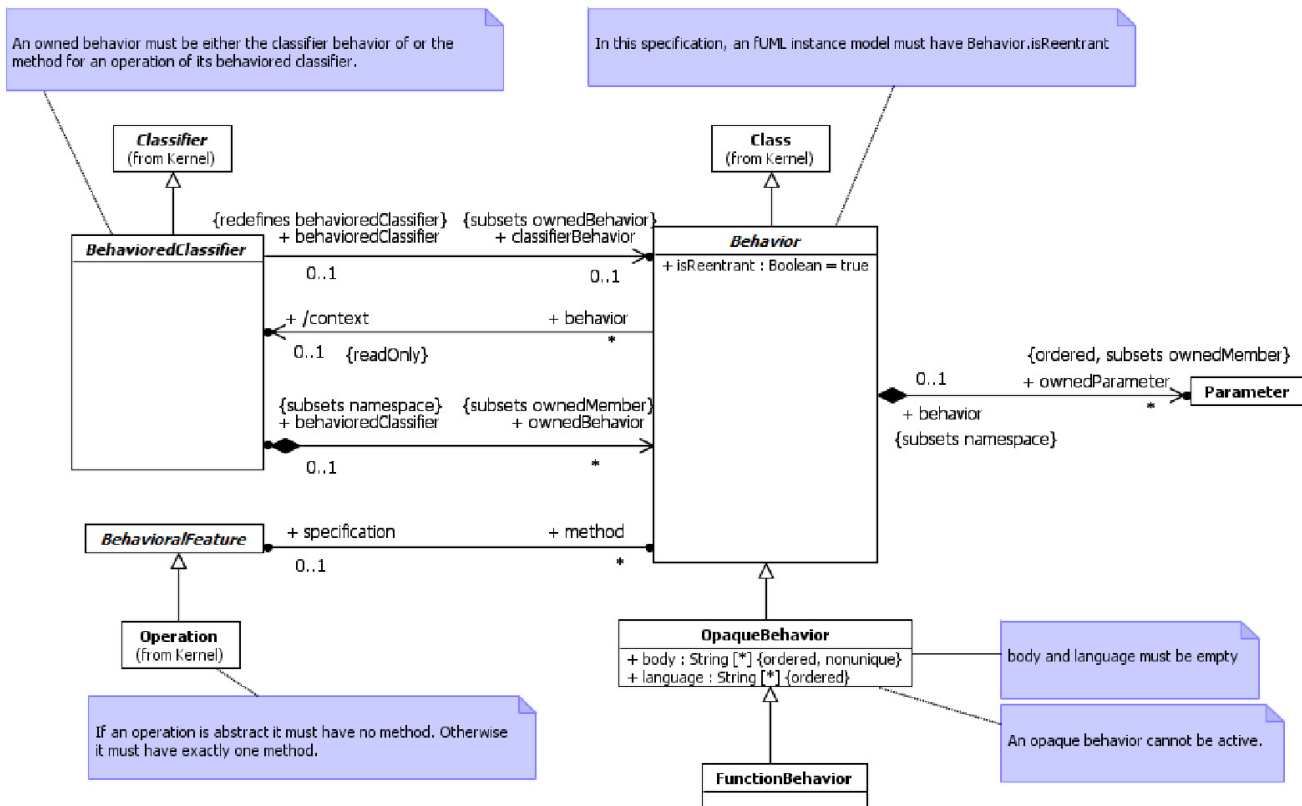 An owned behavior must be either the classifier behavior of or the
method for an operation of its behaviored classifier.
In this specification, an fUML instance model must have Behavior.isReentrant
Classifier
(from Kernel)
Class
(from Kernel)
{redefines behavioredClassifier}
+ behavioredClassifier
{subsets ownedBehavior}
+ classifierBehavior
0..1
0..1
BehavioredClassifier
Behavior
+ isReentrant : Boolean = true
+ /context
+ behavior
0..1
{readOnly}
*
{subsets namespace}
+ behavioredClassifier
{subsets ownedMember}
+ ownedBehavior
0..1
*
{ordered, subsets ownedMember}
0..1
+ ownedParameter
*
Parameter
+ behavior
{subsets namespace}
BehavioralFeature
+ specification
+ method
0..1
*
Operation
(from Kernel)
OpaqueBehavior
+ body : String [*] {ordered, nonunique}
+ language : String [*] {ordered}
body and language must be empty
If an operation is abstract it must have no method. Otherwise
it must have exactly one method.
An opaque behavior cannot be active.
FunctionBehavior